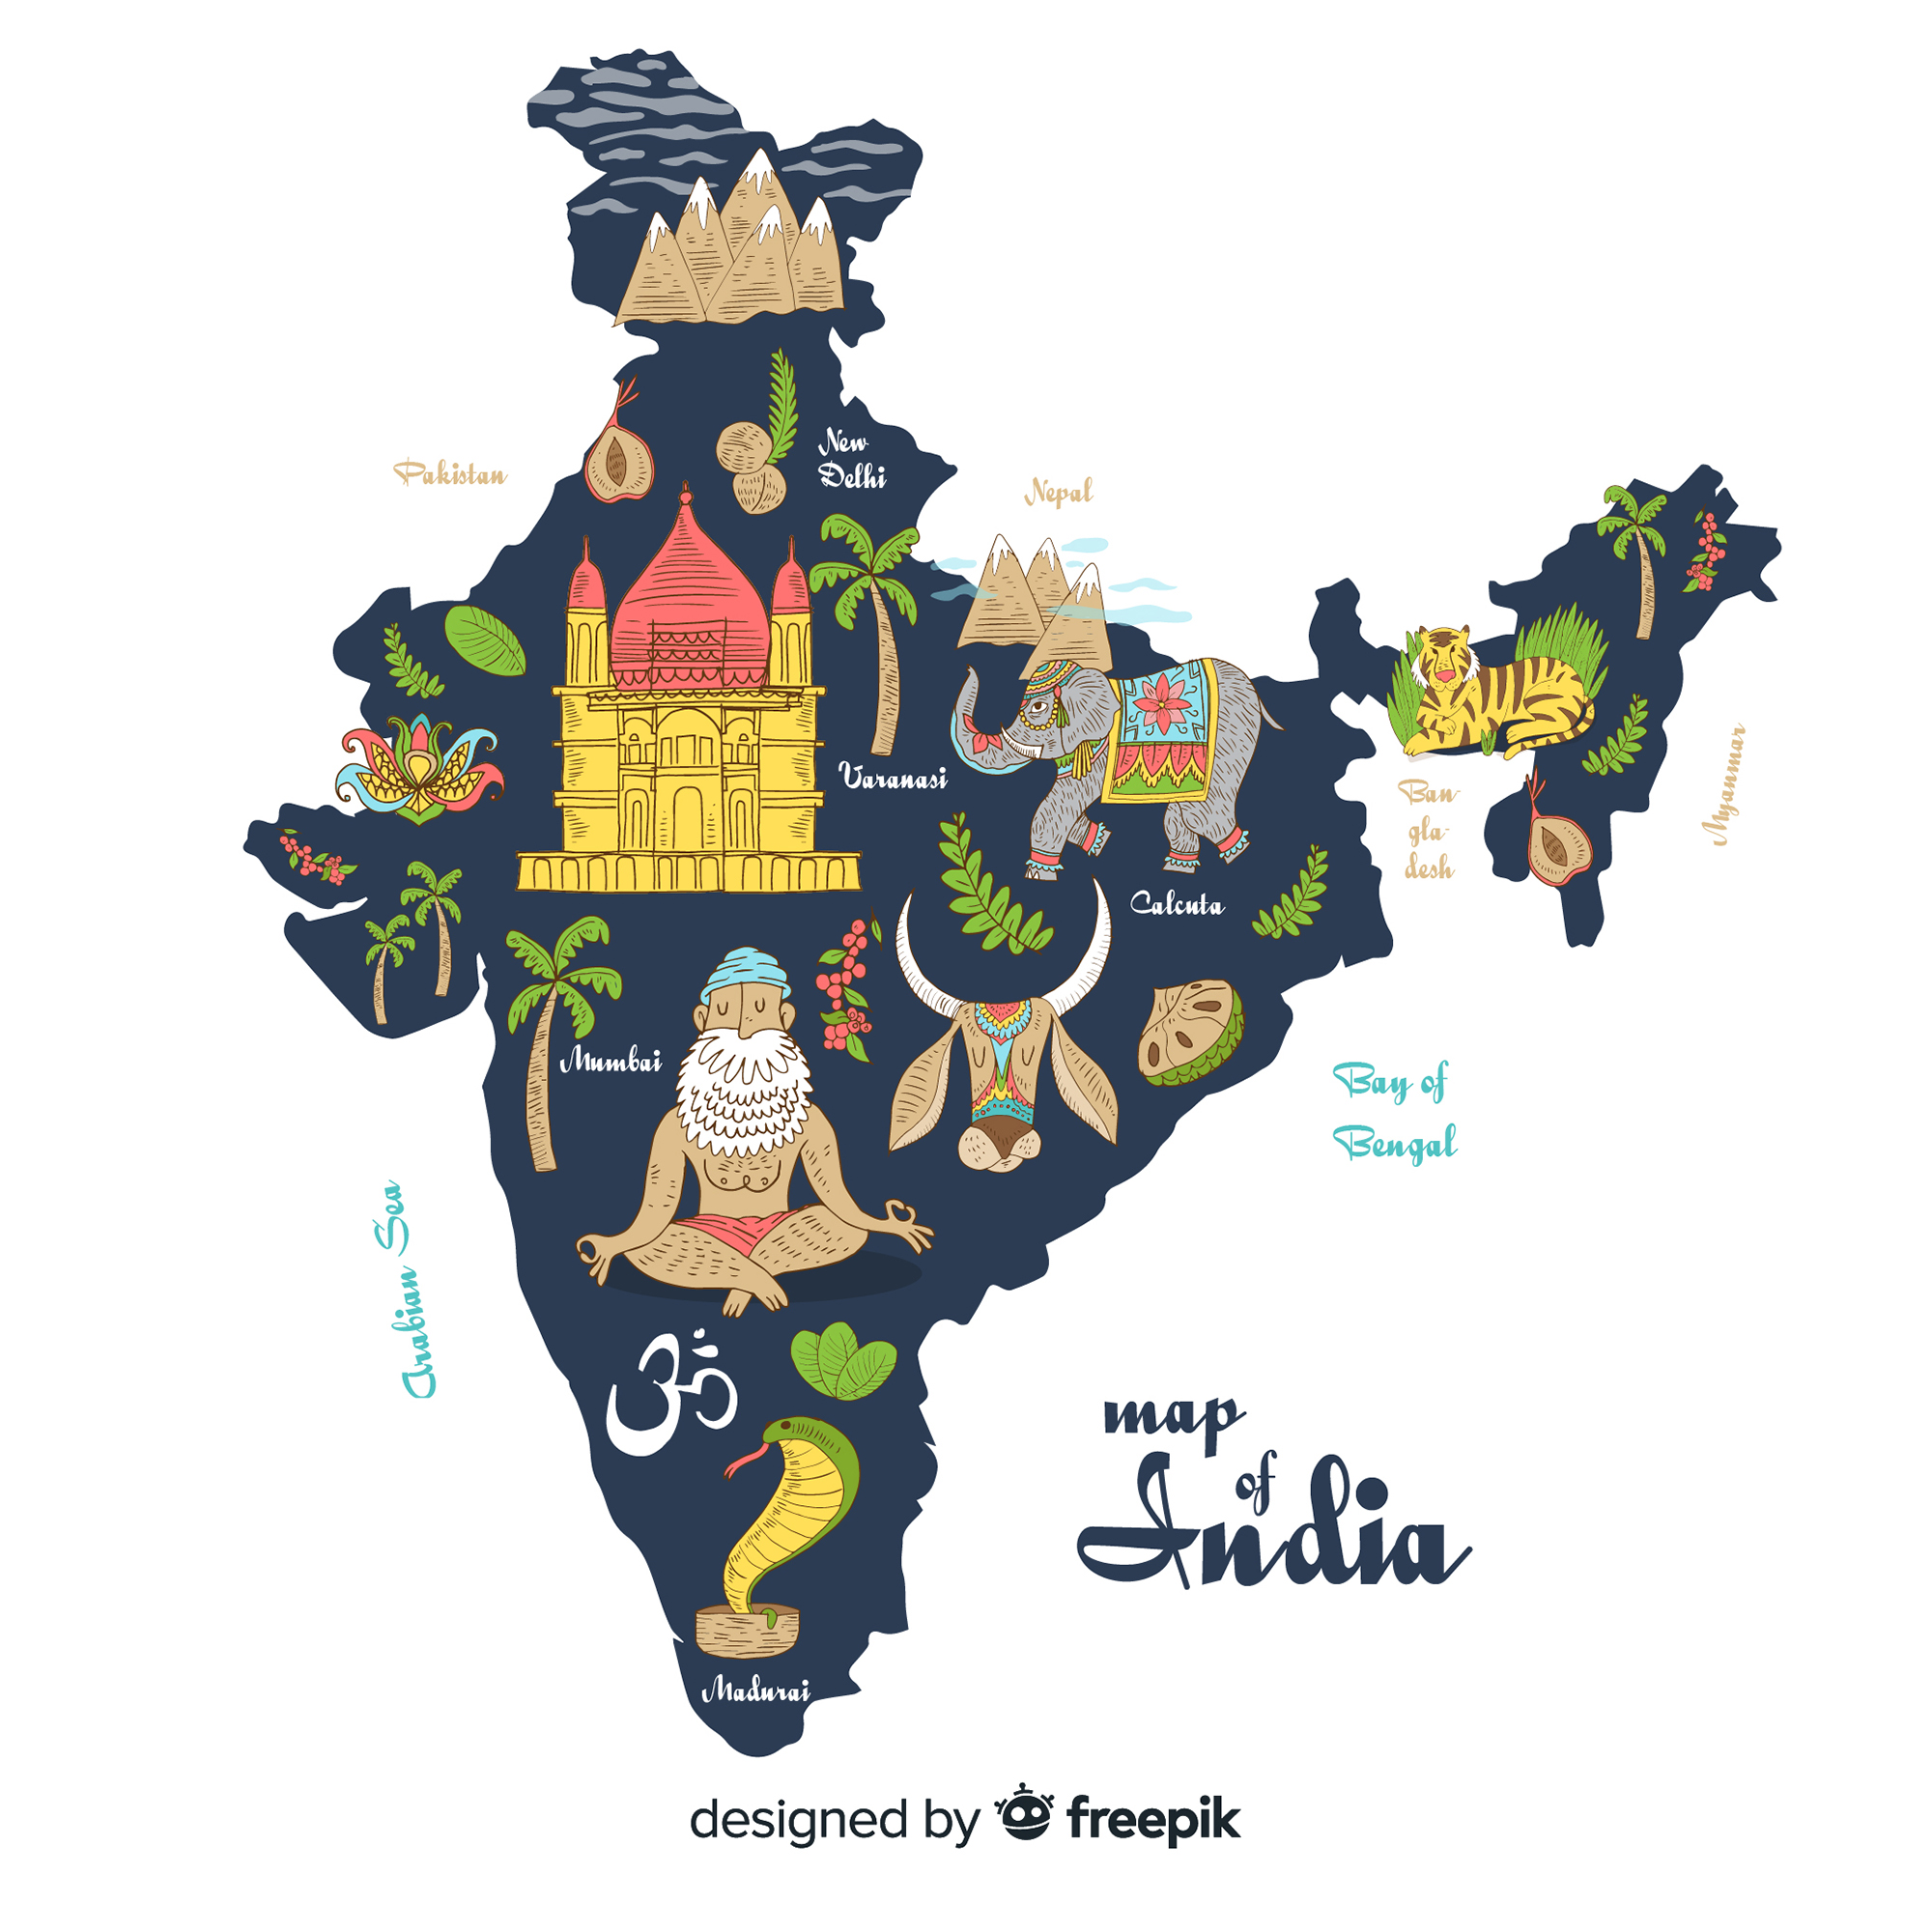 New
Delhi
Pakistan
Nepal
Varanasi
Ban-
gla-
desh
Myanmar
Calcuta
Mumbai
Bay of
Bengal
Arabian Sea
ॐ
map
of
India
Madurai
designed by freepik